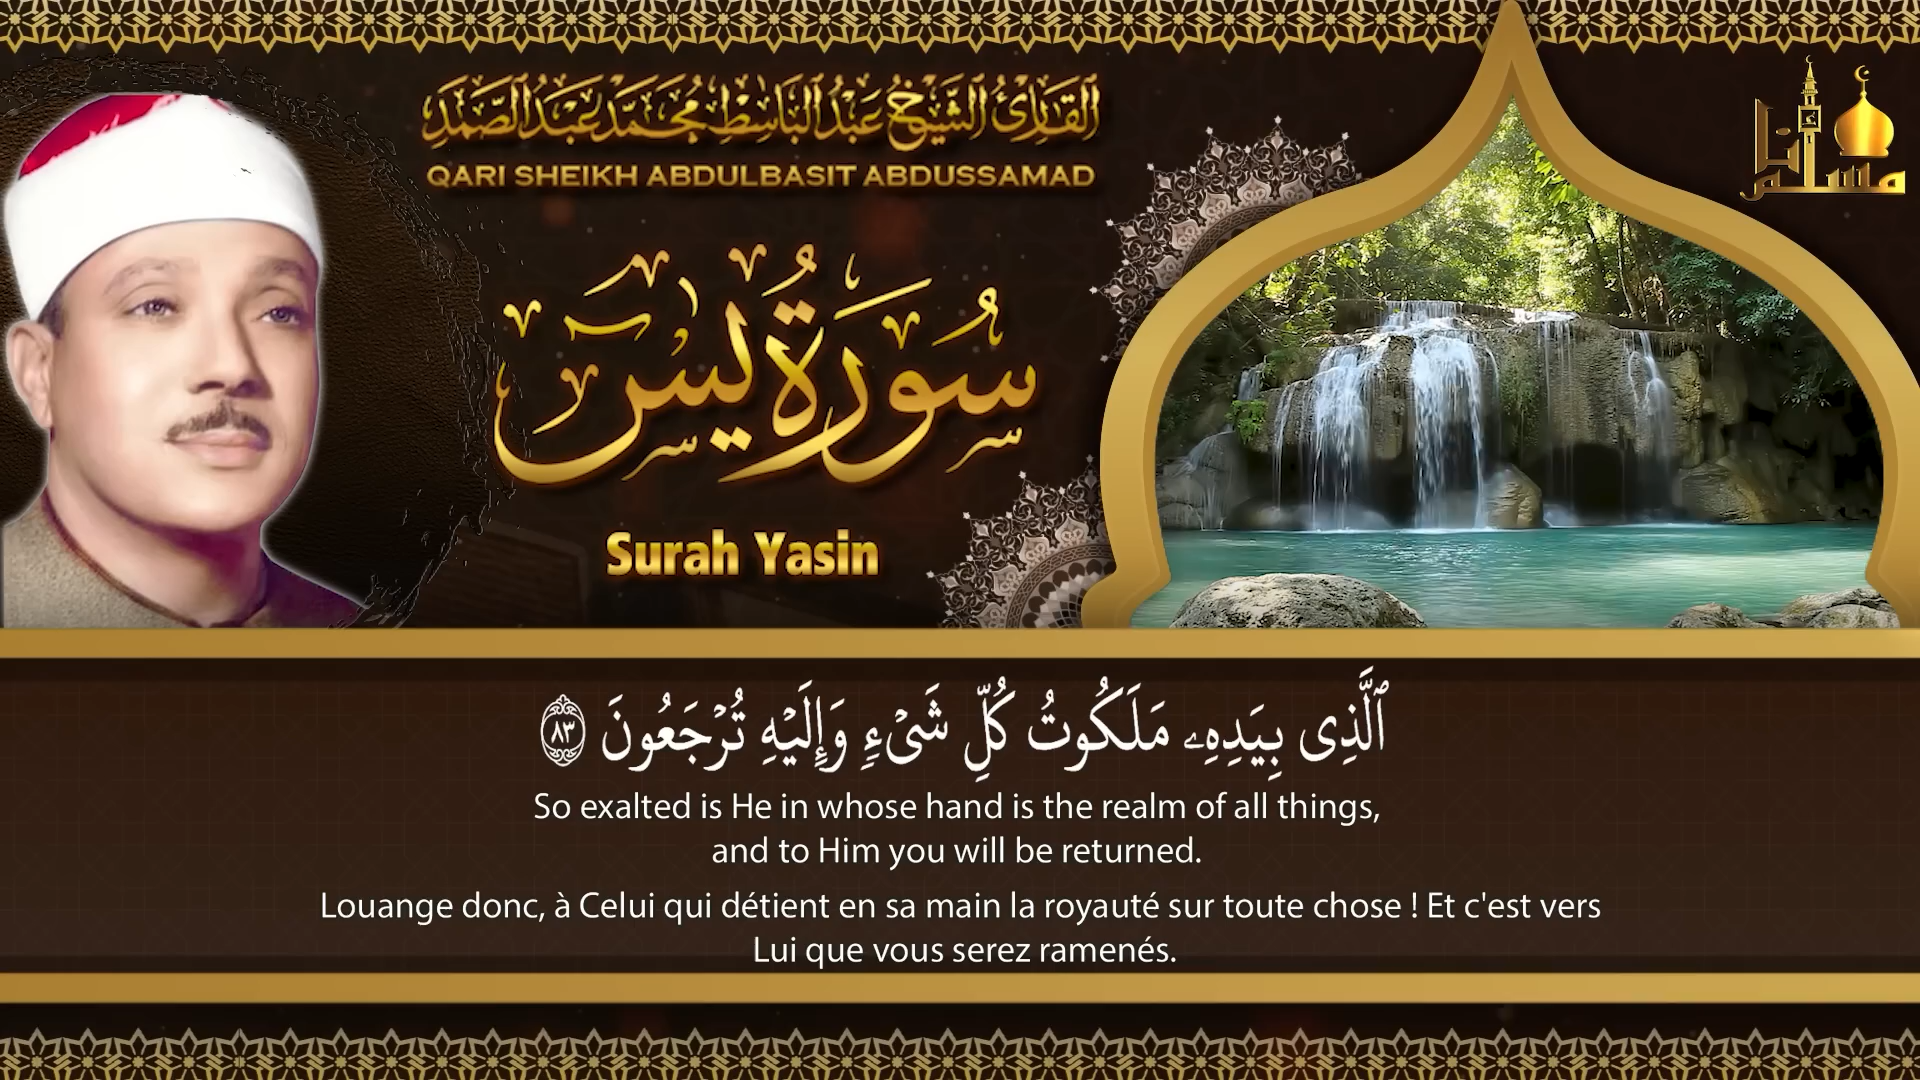 القارئ الشيخ عبد الباسط محمد عبد الصمد
QARI SHEIKH ABDULBASIT ABDUSSAMAD
أنا مسلم
سُورَةُ يسٓ
Surah Yasin
ٱلَّذِى بِيَدِهِۦ مَلَكُوتُ كُلِّ شَىْءٍ وَإِلَيْهِ تُرْجَعُونَ ٨٣
So exalted is He in whose hand is the realm of all things,
and to Him you will be returned.
Louange donc, à Celui qui détient en sa main la royauté sur toute chose ! Et c'est vers
Lui que vous serez ramenés.